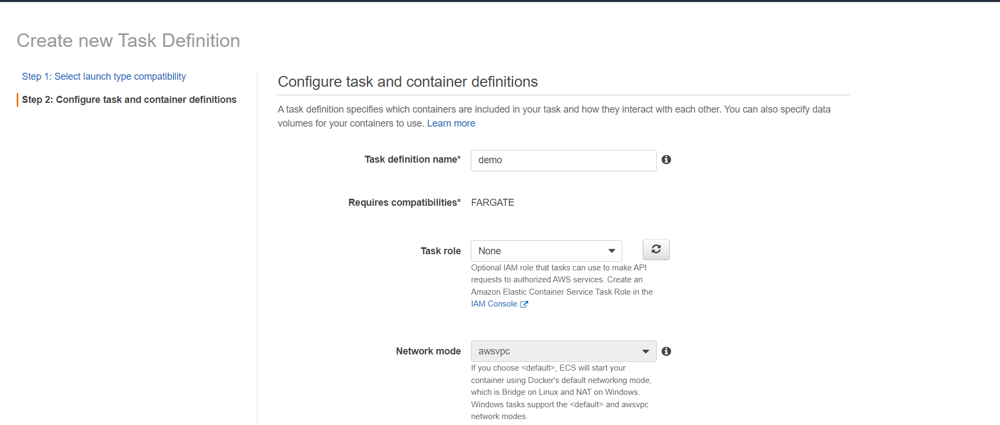 Create new Task Definition
Step 1: Select launch type compatibility
Step 2: Configure task and container definitions
Configure task and container definitions
A task definition specifies which containers are included in your task and how they interact with each other. You can also specify data
volumes for your containers to use. Learn more
Task definition name* demo
Requires compatibilities* FARGATE
Task role None
Optional IAM role that tasks can use to make API
requests to authorized AWS services. Create an
Amazon Elastic Container Service Task Role in the
IAM Console
Network mode awsvpc
If you choose <default>, ECS will start your
container using Docker's default networking mode,
which is Bridge on Linux and NAT on Windows.
Windows tasks support the <default> and awsvpc
network modes.